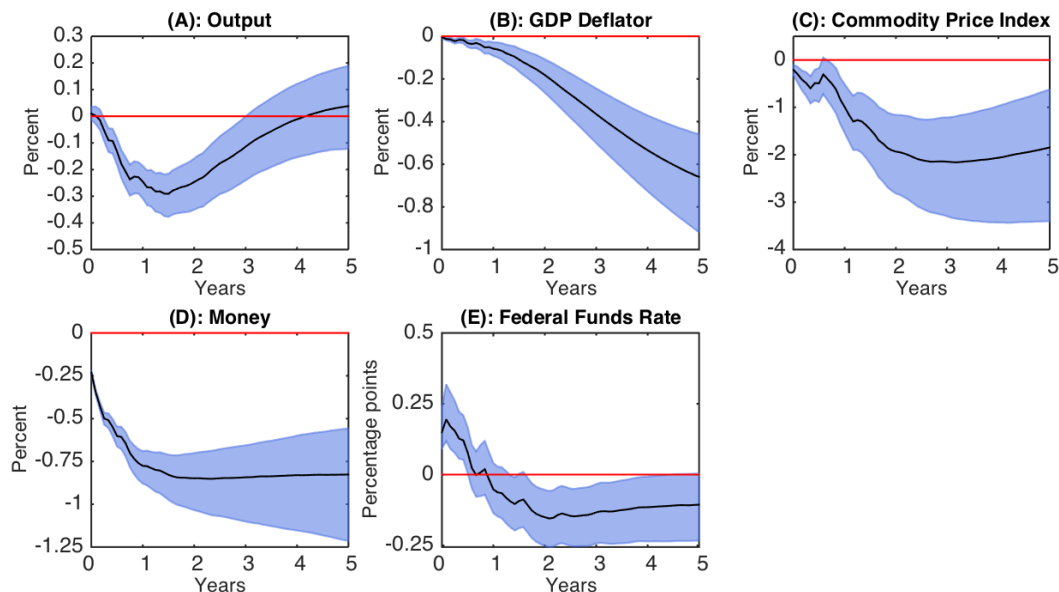 (A): Output
0.3
0.2
0.1
0
-0.1
-0.2
-0.3
-0.4
-0.5
Percent
0 1 2 3 4 5
Years
(B): GDP Deflator
0
-0.2
-0.4
-0.6
-0.8
-1
Percent
0 1 2 3 4 5
Years
(C): Commodity Price Index
0
-1
-2
-3
-4
Percent
0 1 2 3 4 5
Years
(D): Money
0
-0.25
-0.5
-0.75
-1
-1.25
Percent
0 1 2 3 4 5
Years
(E): Federal Funds Rate
0.5
0.25
0
-0.25
Percentage points
0 1 2 3 4 5
Years